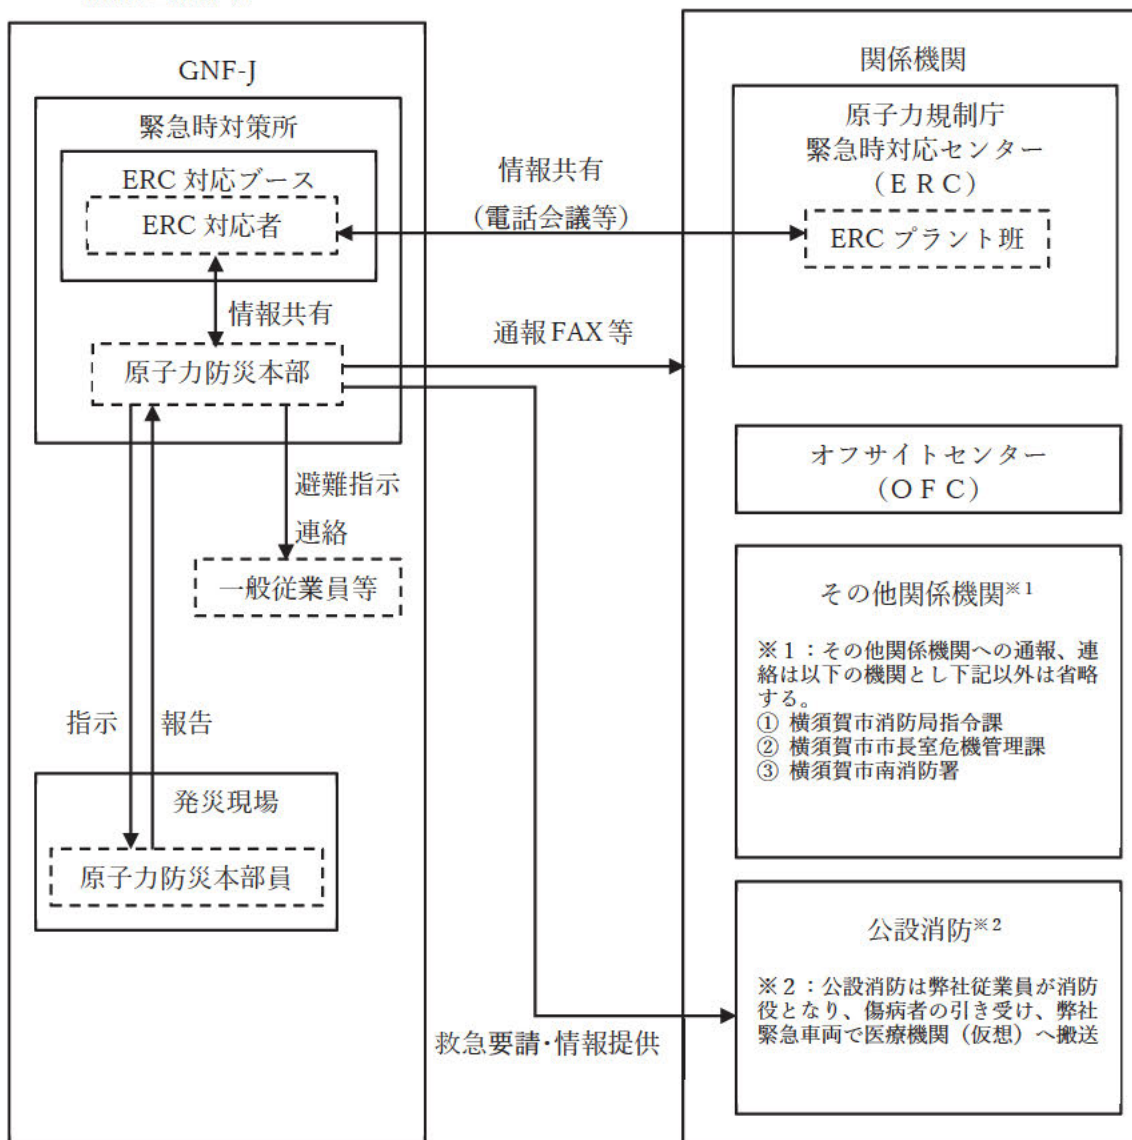 GNF-J
緊急時対策所
ERC 対応ブース
ERC 対応者
情報共有
原子力防災本部
避難指示
連絡
一般従業員等
指示
報告
発災現場
原子力防災本部員
情報共有
（電話会議等）
通報 FAX 等
救急要請・情報提供
関係機関
原子力規制庁
緊急時対応センター
（ＥＲＣ）
ERC プラント班
オフサイトセンター
（ＯＦＣ）
その他関係機関※1
※１：その他関係機関への通報、連
絡は以下の機関とし下記以外は省略
する。
① 横須賀市消防局指令課
② 横須賀市市長室危機管理課
③ 横須賀市南消防署
公設消防※2
※２：公設消防は弊社従業員が消防
役となり、傷病者の引き受け、弊社
緊急車両で医療機関（仮想）へ搬送